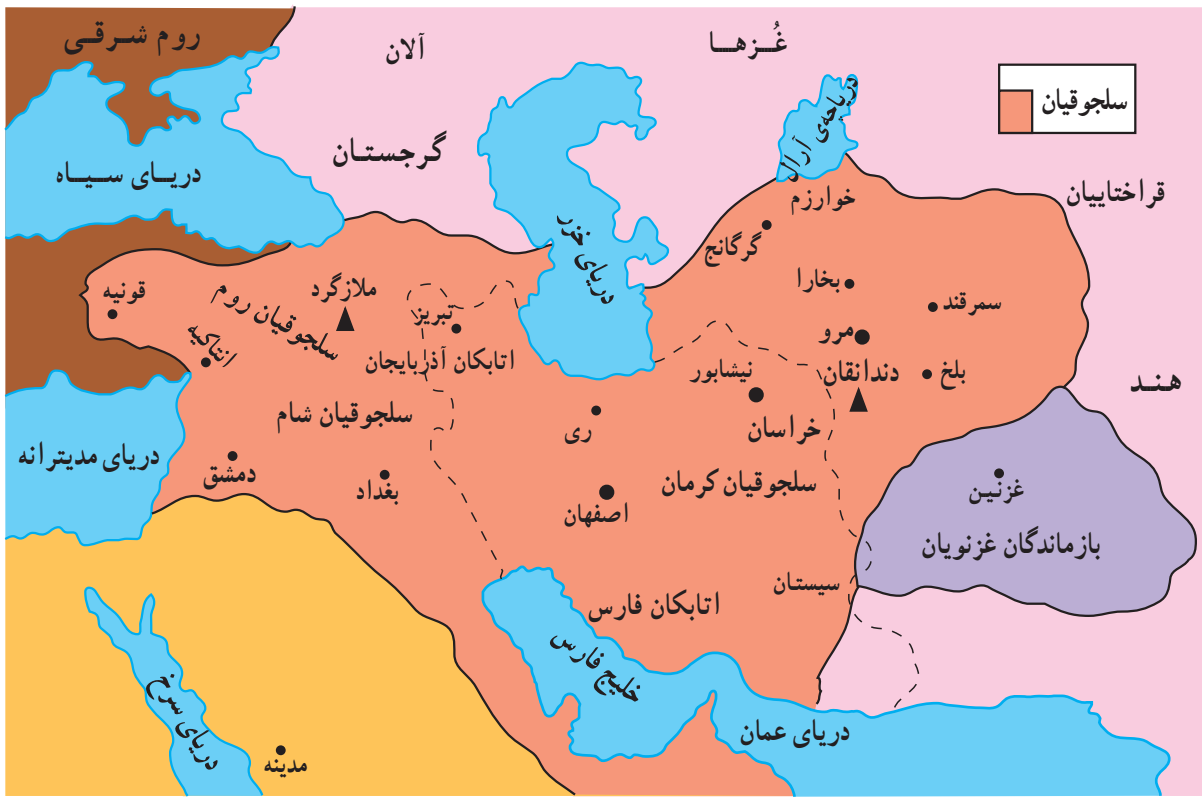 روم شرقی
آلان
غُـزهـا
سلجوقیان
دریاچه‌ی آرال
گرجستان
دریای سیاه
قراختاییان
خوارزم
گرگانج
دریای خزر
بخارا
سمرقند
ملازگرد
قونیه
سلجوقیان روم
تبریز
مرو
انتاکیه
اتابکان آذربایجان
نیشابور
دندانقان
بلخ
هند
سلجوقیان شام
ری
خراسان
دریای مدیترانه
دمشق
بغداد
سلجوقیان کرمان
غزنین
اصفهان
بازماندگان غزنویان
سیستان
اتابکان فارس
خلیج فارس
دریای سرخ
دریای عمان
مدینه